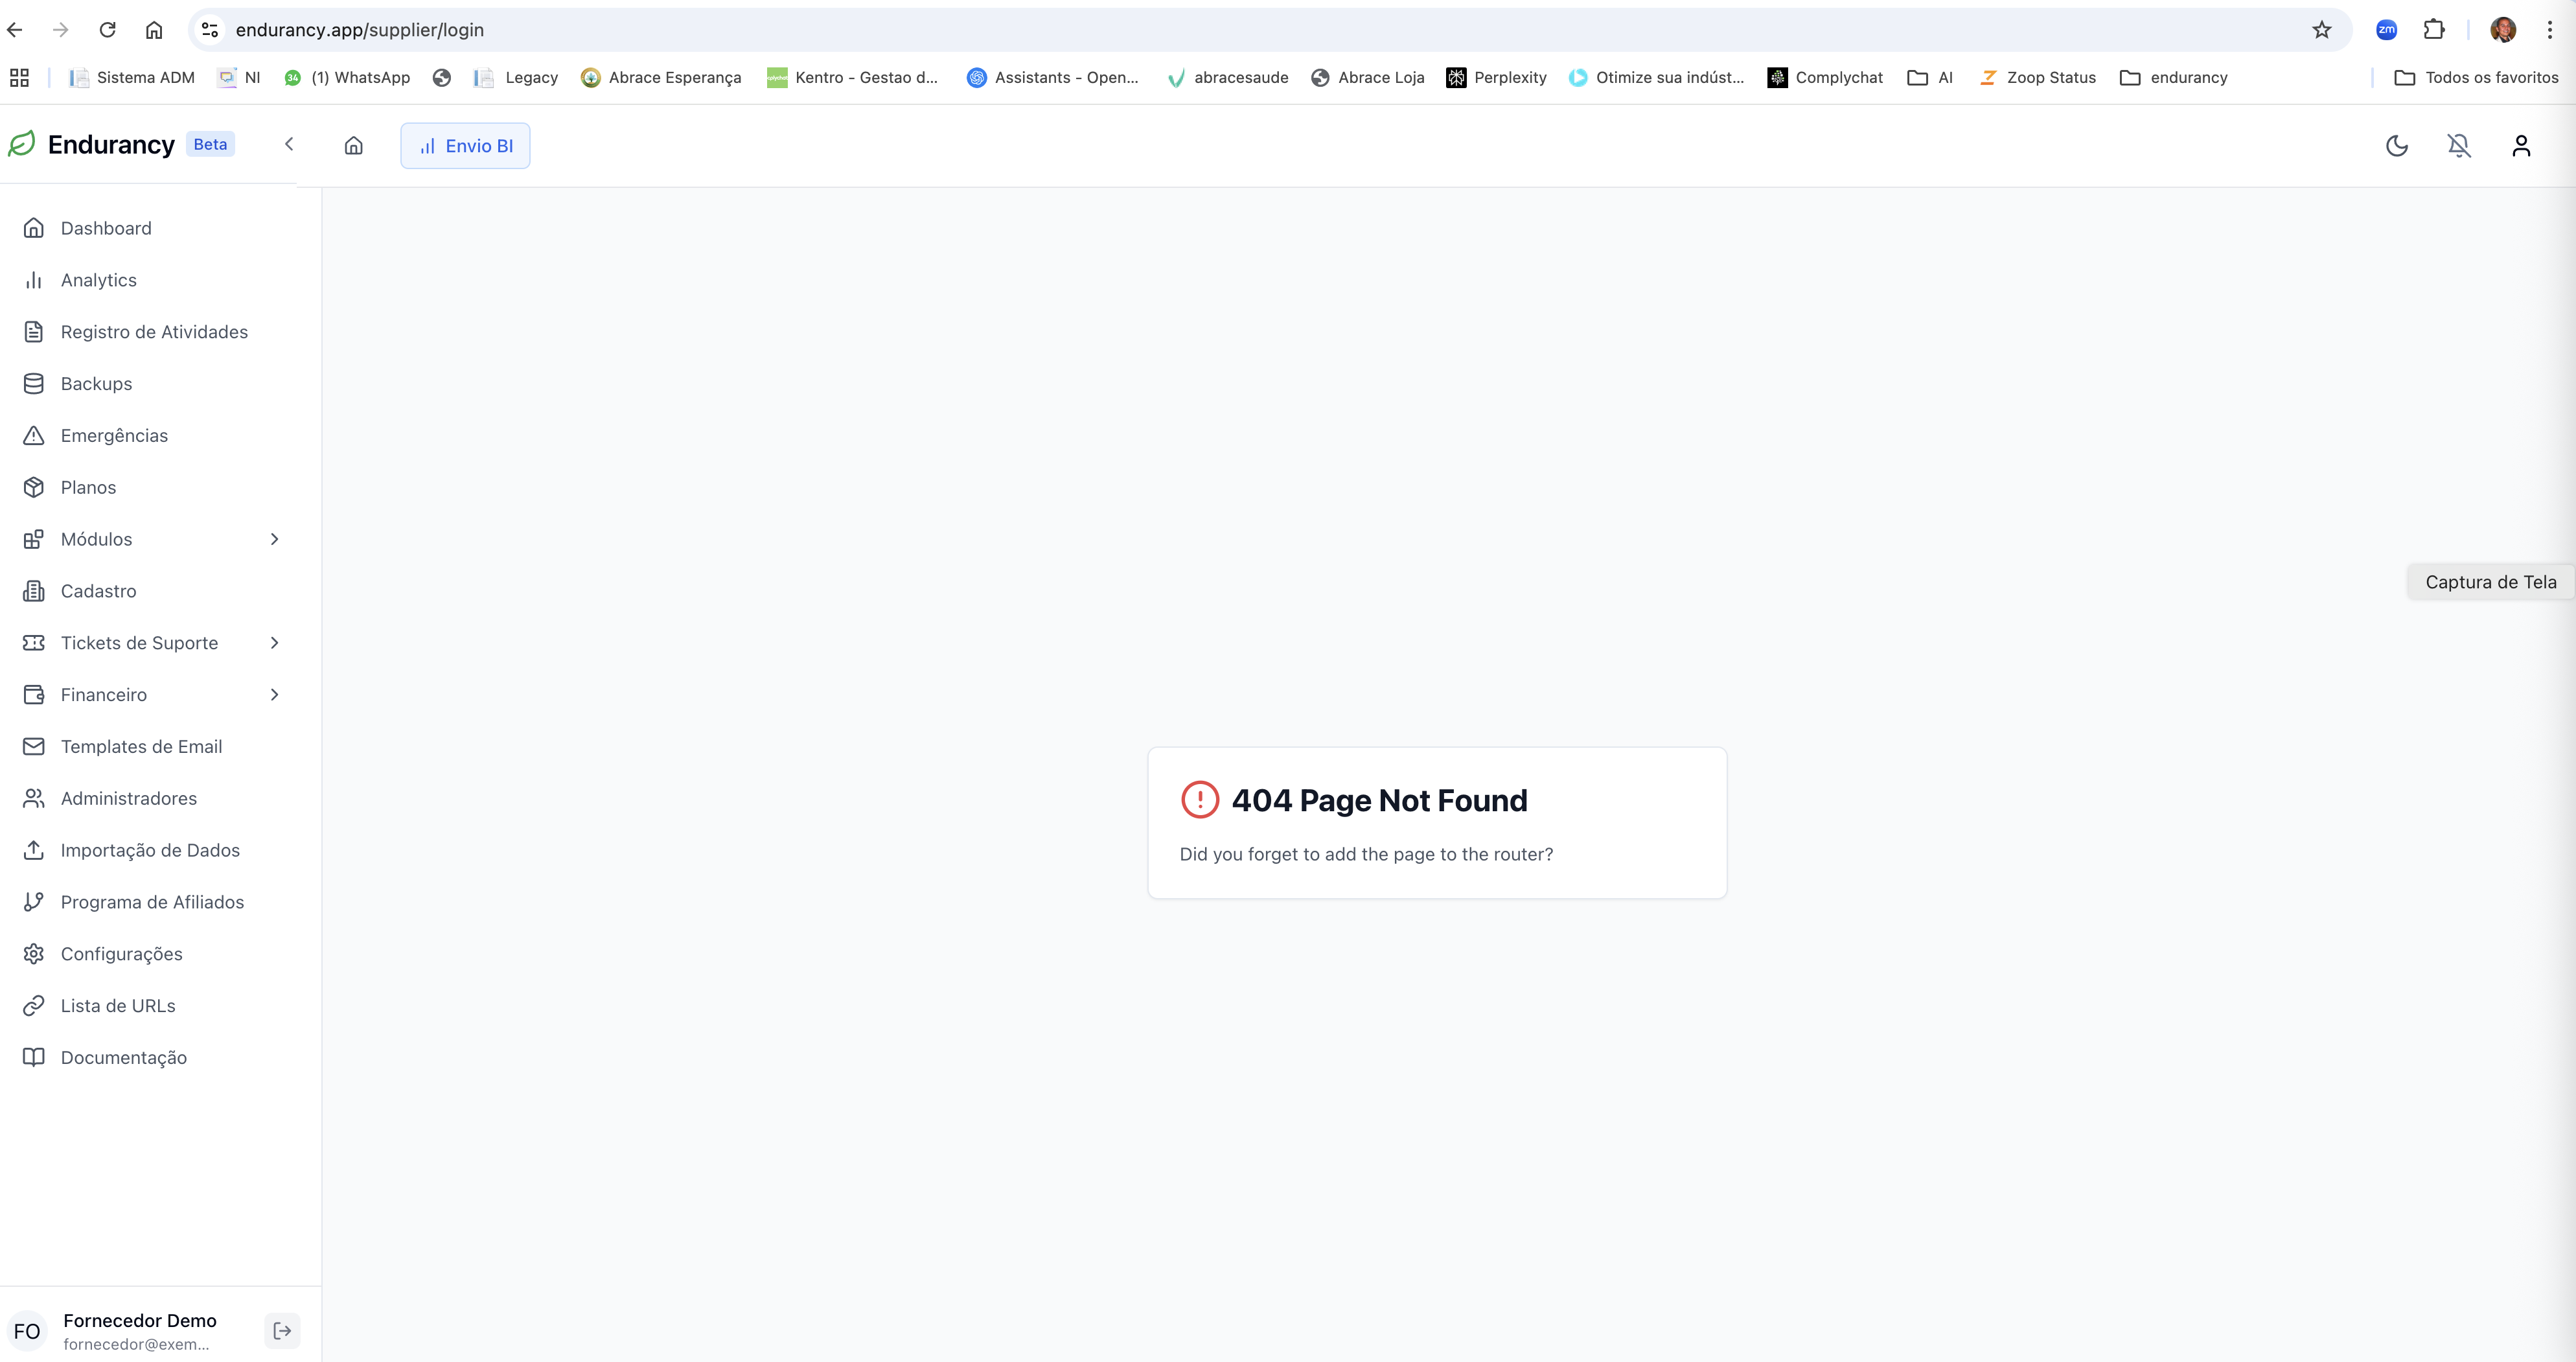 endurancy.app/supplier/login
zm
Sistema ADM
NI
34
(1) WhatsApp
Legacy
Abrace Esperança
Kentro - Gestao d...
Assistants - Open...
abracesaude
Abrace Loja
Perplexity
Otimize sua indúst...
Complychat
AI
Zoop Status
endurancy
Todos os favoritos
Endurancy
Beta
Envio BI
Dashboard
Analytics
Registro de Atividades
Backups
Emergências
Planos
Módulos
Cadastro
Captura de Tela
Tickets de Suporte
Financeiro
Templates de Email
Administradores
404 Page Not Found
Did you forget to add the page to the router?
Importação de Dados
Programa de Afiliados
Configurações
Lista de URLs
Documentação
FO
Fornecedor Demo
fornecedor@exem...